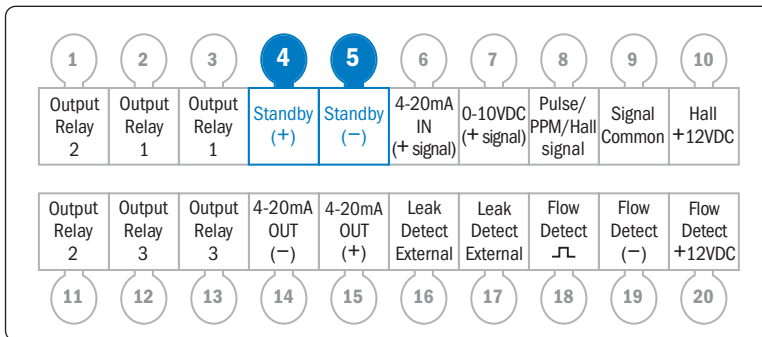 1 2 3 4 5 6 7 8 9 10
Output Output Output Standby Standby 4-20mA 0-10VDC Pulse/ Signal Hall
Relay Relay Relay (+) (−) IN (+ signal) PPM/Hall Common +12VDC
2 1 1 (+ signal) signal
Output Output Output 4-20mA 4-20mA Leak Leak Flow Flow Flow
Relay Relay Relay OUT OUT Detect Detect Detect Detect Detect
2 3 3 (−) (+) External External (−) +12VDC
11 12 13 14 15 16 17 18 19 20